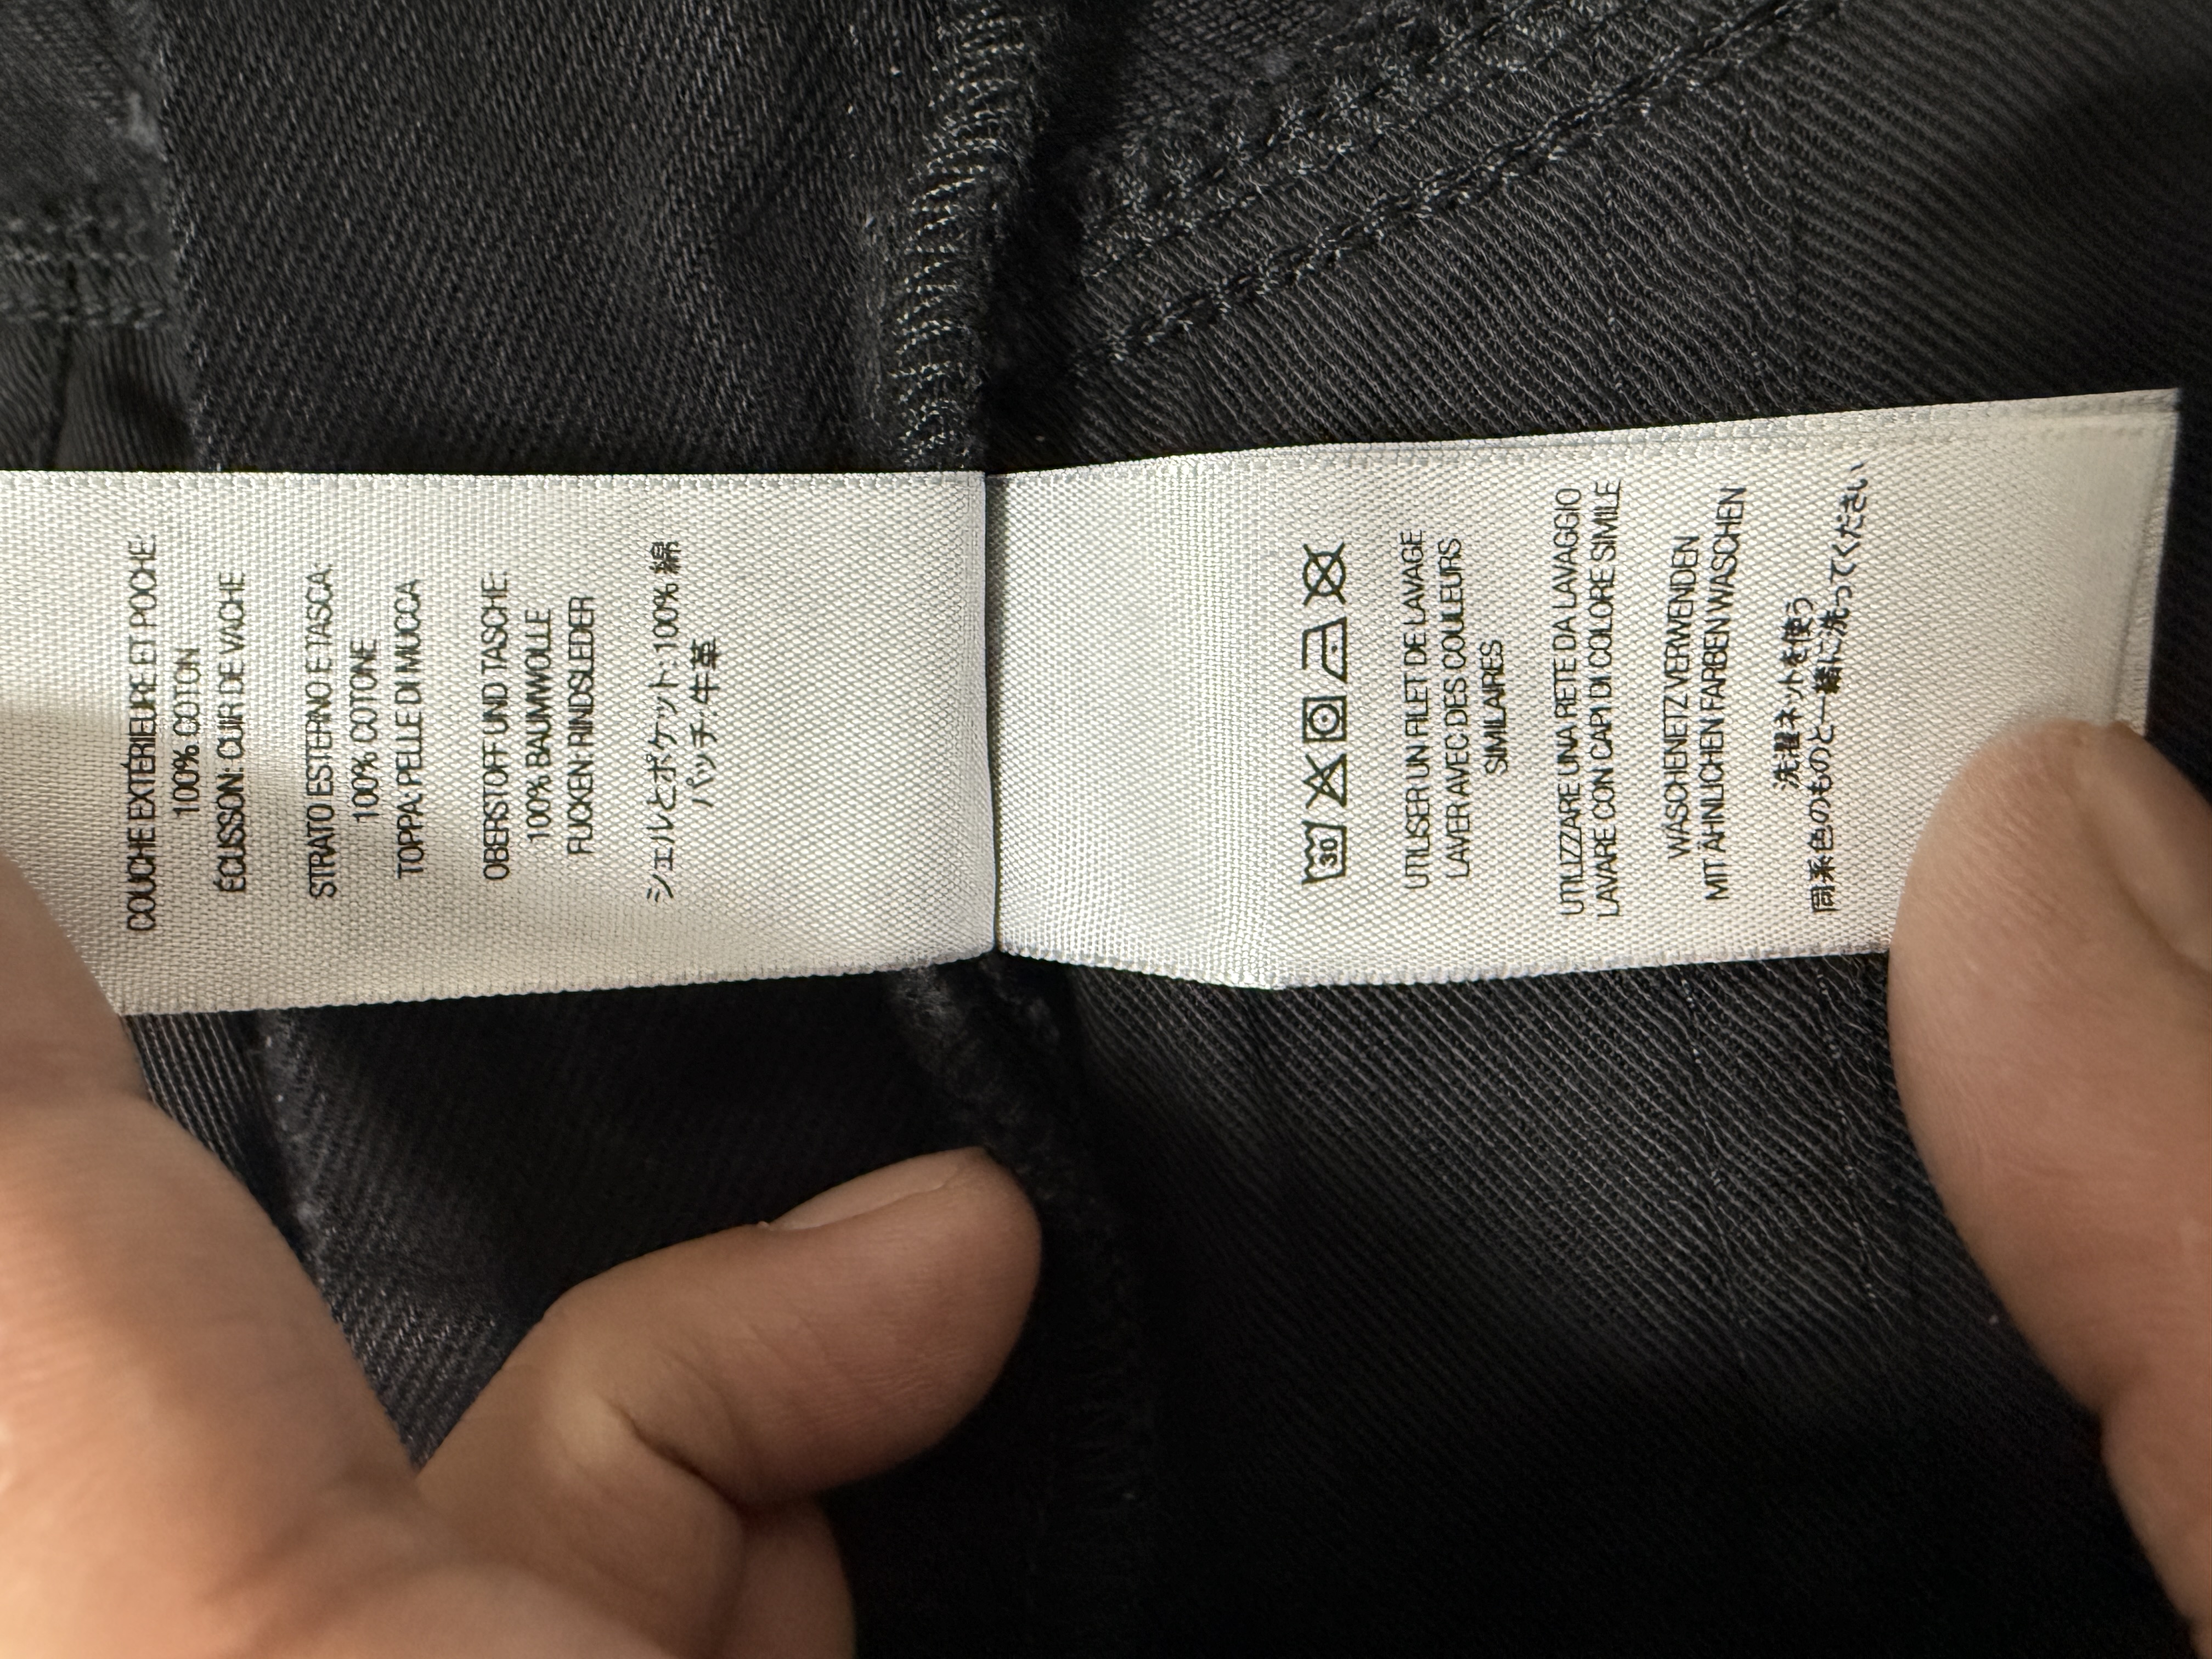 COUCHE EXTÉRIEURE ET POCHE:
100% COTON
ÉCUSSON: CUIR DE VACHE
STRATO ESTERNO E TASCA:
100% COTONE
TOPPA: PELLE DI MUCCA
OBERSTOFF UND TASCHE:
100% BAUMWOLLE
FLICKEN: RINDSLEDER
シェルとポケット: 100% 綿
パッチ: 牛革
30
UTILISER UN FILET DE LAVAGE
LAVER AVEC DES COULEURS
SIMILAIRES
UTILIZZARE UNA RETE DA LAVAGGIO
LAVARE CON CAPI DI COLORE SIMILE
WÄSCHENETZ VERWENDEN
MIT ÄHNLICHEN FARBEN WASCHEN
洗濯ネットを使う
同系色のものと一緒に洗ってください